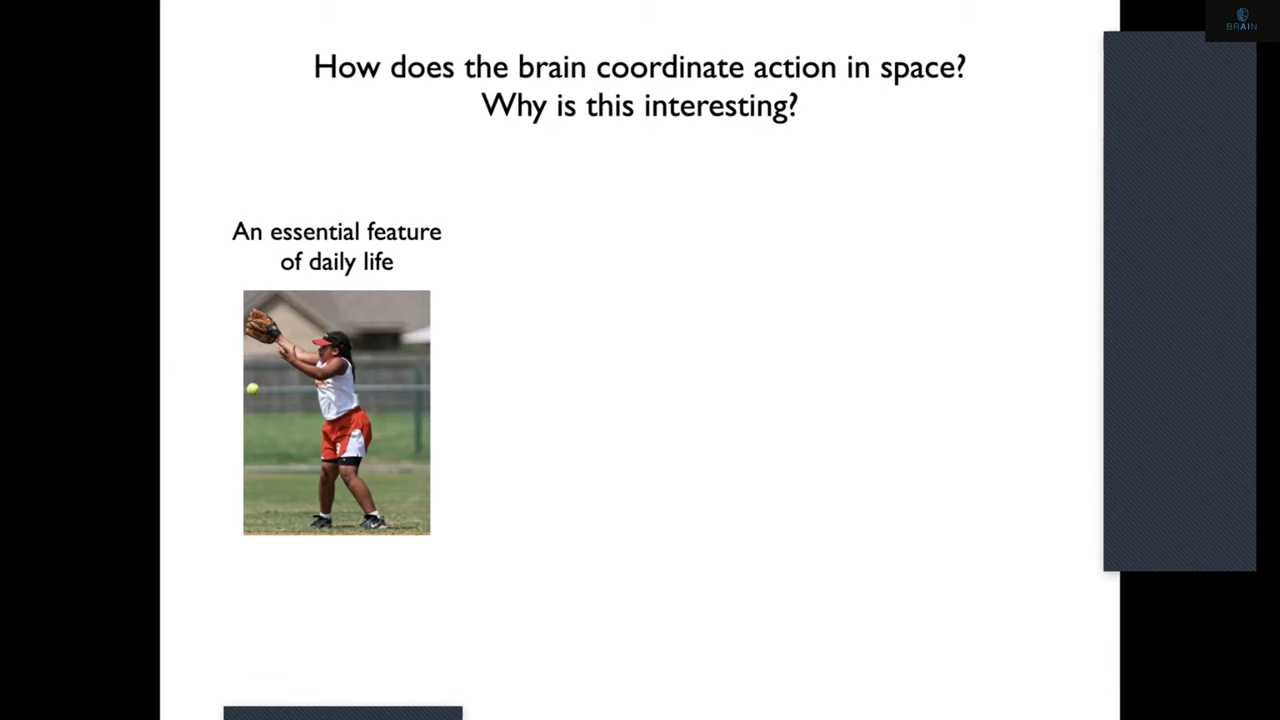 BRAIN
How does the brain coordinate action in space?
Why is this interesting?
An essential feature
of daily life